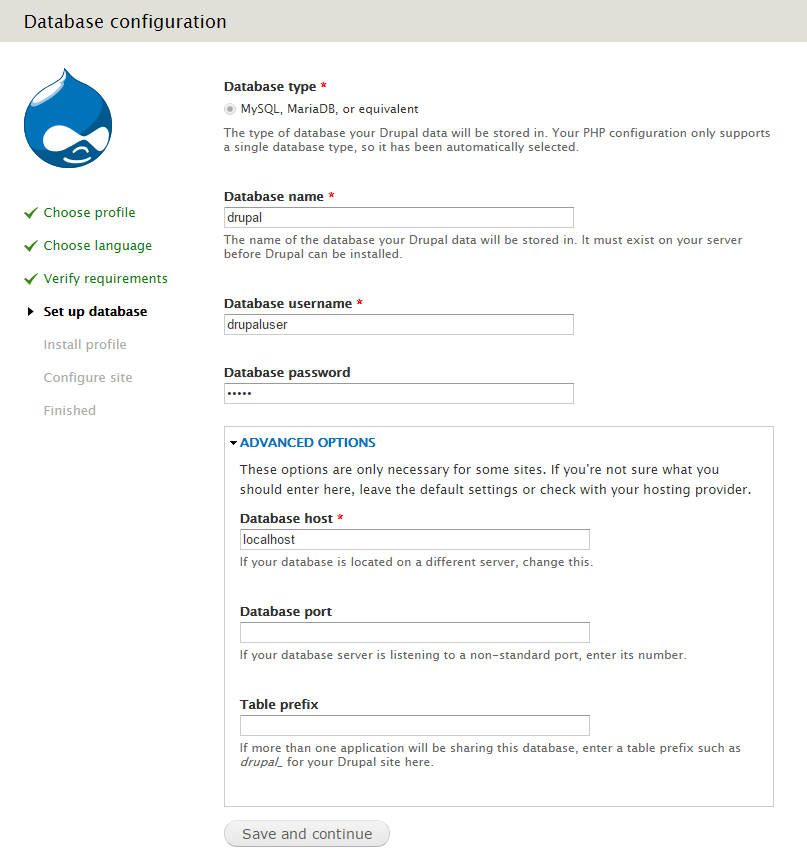 Database configuration
Choose profile
Choose language
Verify requirements
Set up database
Install profile
Configure site
Finished
Database type *
MySQL, MariaDB, or equivalent
The type of database your Drupal data will be stored in. Your PHP configuration only supports
a single database type, so it has been automatically selected.
Database name *
drupal
The name of the database your Drupal data will be stored in. It must exist on your server
before Drupal can be installed.
Database username *
drupaluser
Database password
•••••
ADVANCED OPTIONS
These options are only necessary for some sites. If you're not sure what you
should enter here, leave the default settings or check with your hosting provider.
Database host *
localhost
If your database is located on a different server, change this.
Database port
If your database server is listening to a non-standard port, enter its number.
Table prefix
If more than one application will be sharing this database, enter a table prefix such as
drupal_ for your Drupal site here.
Save and continue